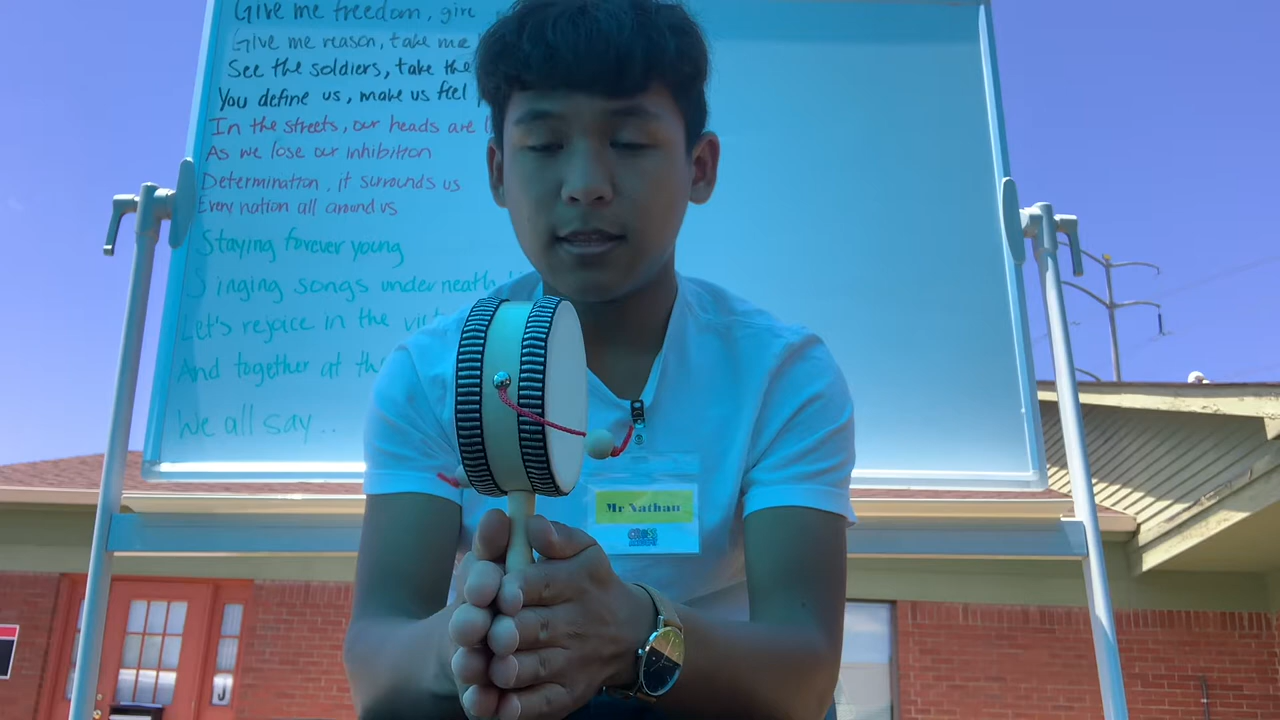 Give me freedom, give
Give me reason, take me
See the soldiers, take the
You define us, make us feel
In the streets, our heads are
As we lose our inhibition
Determination, it surrounds us
Every nation all around us
Staying forever young
Singing songs under neath
Let's rejoice in the
And together at
We all say..
Mr Nathan